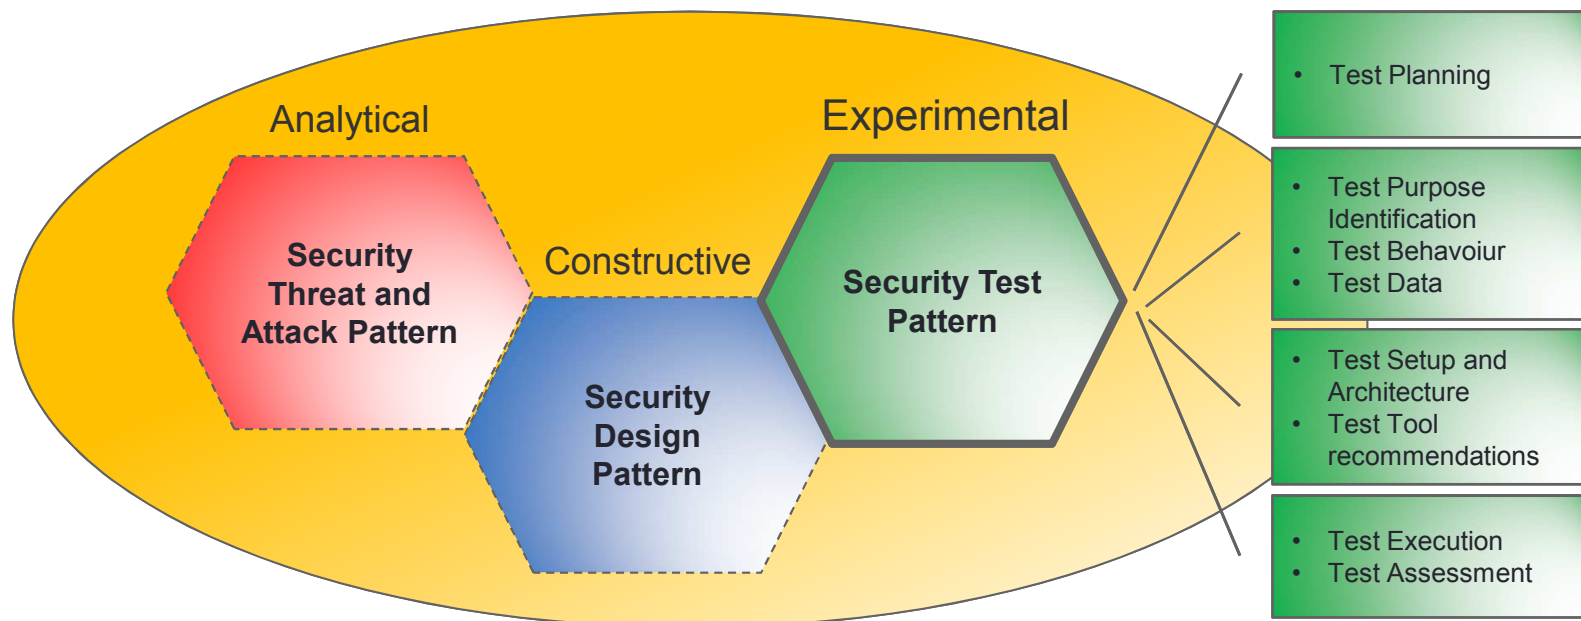 Analytical
Security
Threat and
Attack Pattern
Constructive
Security
Design
Pattern
Experimental
Security Test
Pattern
• Test Planning
• Test Purpose
Identification
• Test Behavoiur
• Test Data
• Test Setup and
Architecture
• Test Tool
recommendations
• Test Execution
• Test Assessment